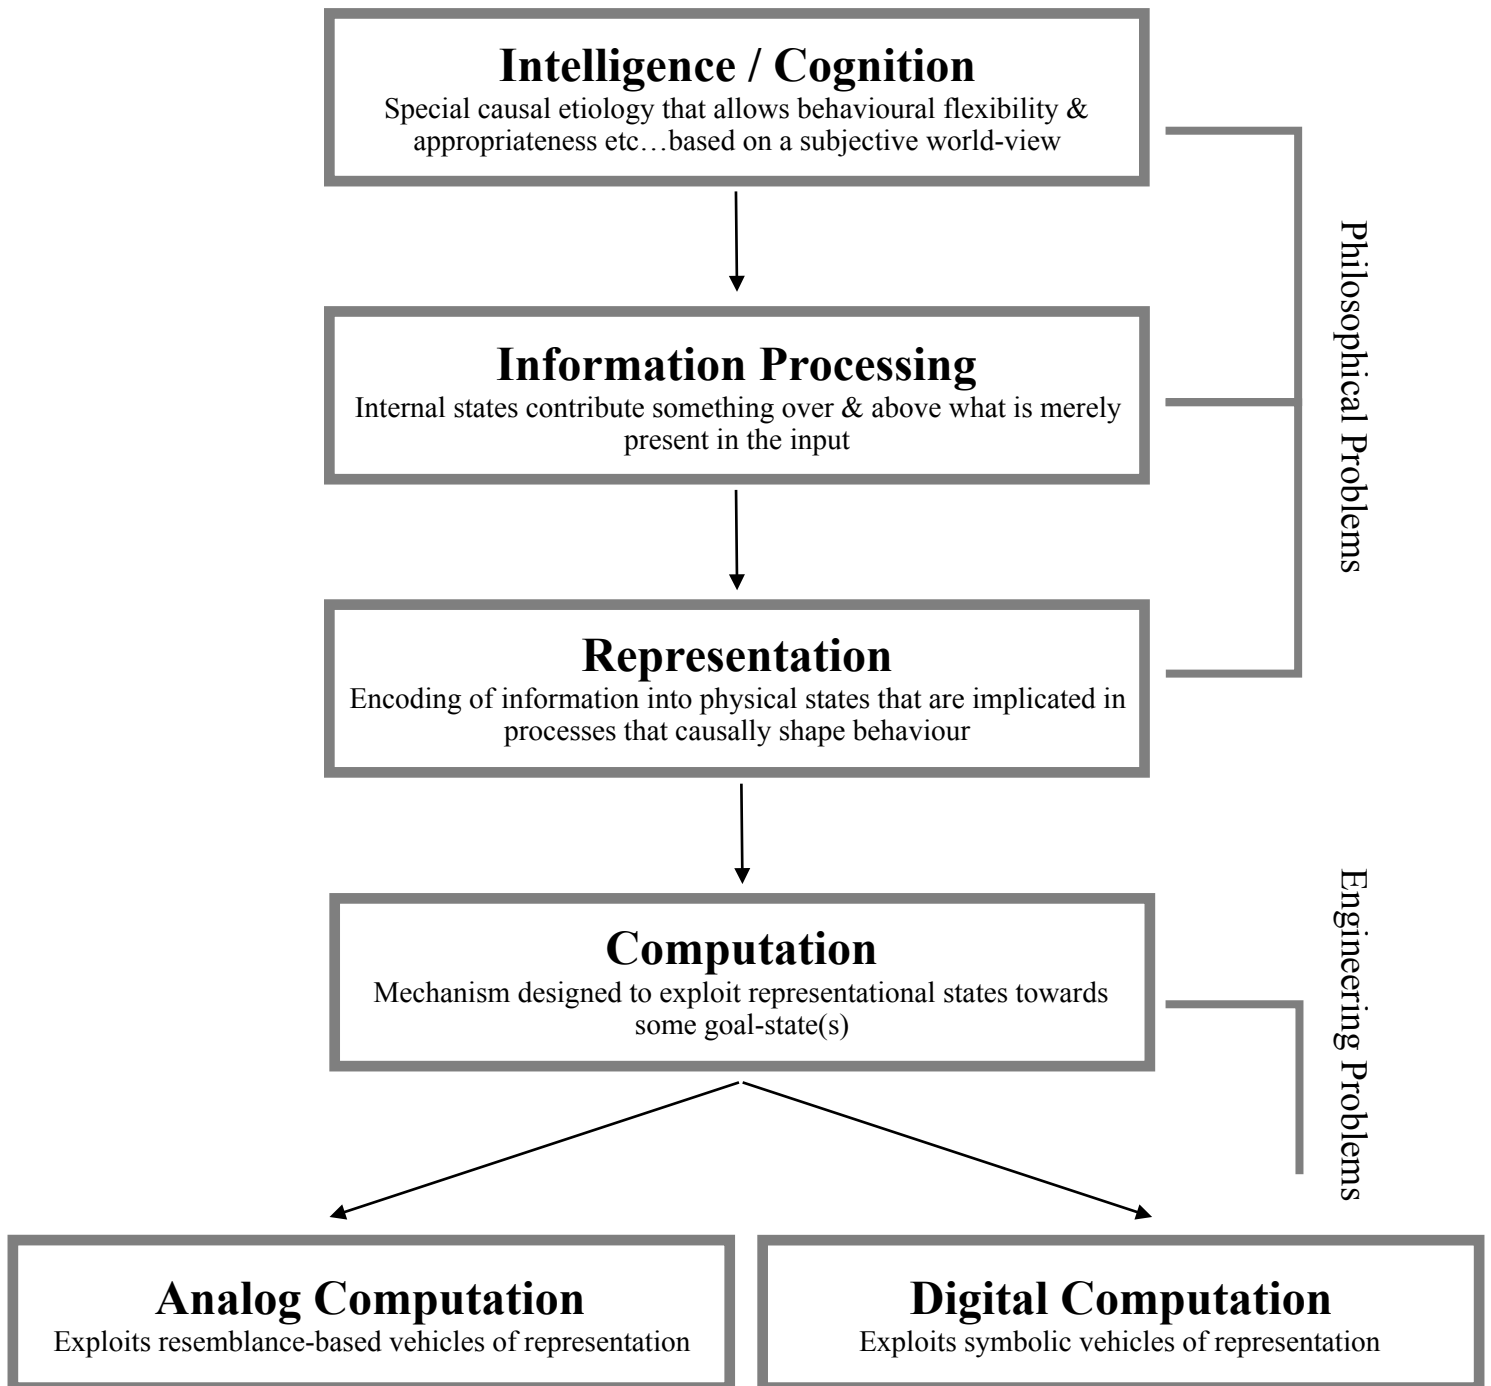 Intelligence / Cognition
Special causal etiology that allows behavioural flexibility &
appropriateness etc…based on a subjective world-view
Information Processing
Internal states contribute something over & above what is merely
present in the input
Philosophical Problems
Representation
Encoding of information into physical states that are implicated in
processes that causally shape behaviour
Computation
Mechanism designed to exploit representational states towards
some goal-state(s)
Engineering Problems
Analog Computation
Exploits resemblance-based vehicles of representation
Digital Computation
Exploits symbolic vehicles of representation